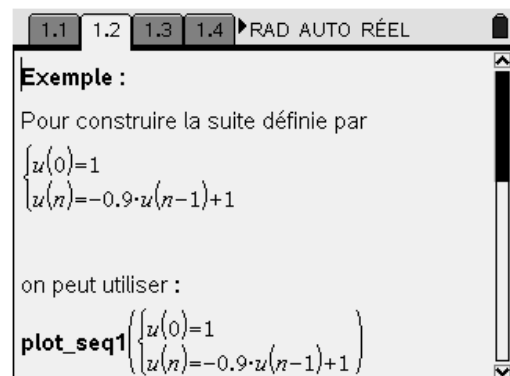 1.1 1.2 1.3 1.4 RAD AUTO RÉEL
Exemple :
Pour construire la suite définie par
u(0)=1
u(n)=-0.9·u(n-1)+1
on peut utiliser :
plot_seq1({u(0)=1
u(n)=-0.9·u(n-1)+1)